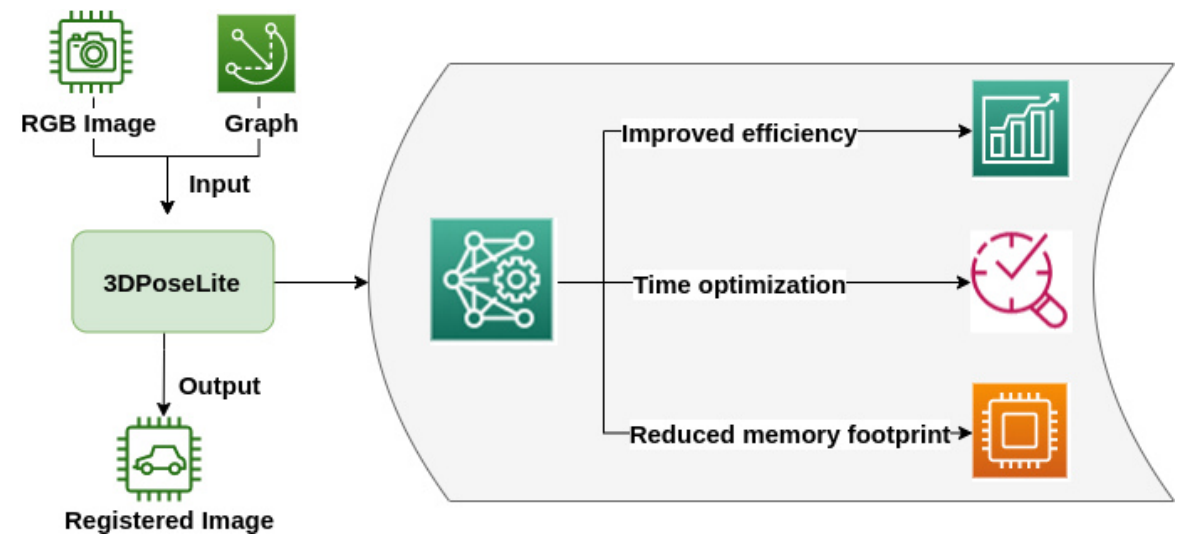 RGB Image
Graph
Input
3DPoseLite
Output
Registered Image
Improved efficiency
Time optimization
Reduced memory footprint